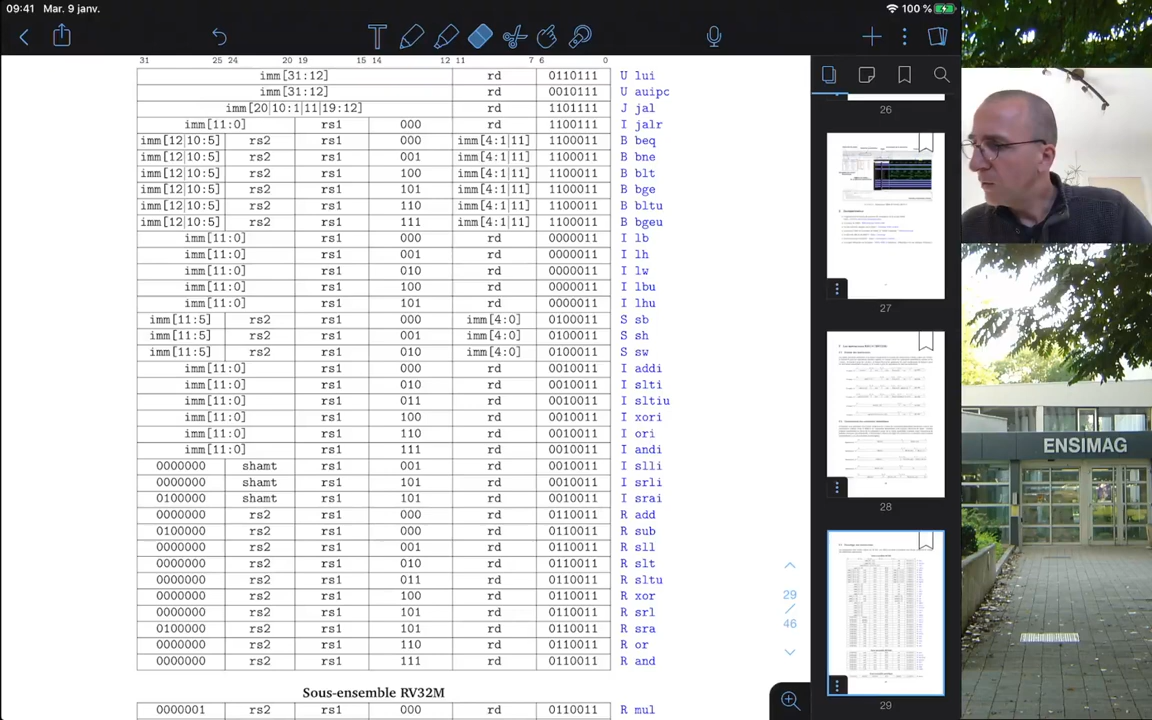 09:41 Mar. 9 janv.
100 %
31 25 24 20 19 15 14 12 11 7 6 0
imm[31:12] rd 0110111 U lui
imm[31:12] rd 0010111 U auipc
imm[20|10:1|11|19:12] rd 1101111 J jal
imm[11:0] rs1 000 rd 1100111 I jalr
imm[12|10:5] rs2 rs1 000 imm[4:1|11] 1100011 B beq
imm[12|10:5] rs2 rs1 001 imm[4:1|11] 1100011 B bne
imm[12|10:5] rs2 rs1 100 imm[4:1|11] 1100011 B blt
imm[12|10:5] rs2 rs1 101 imm[4:1|11] 1100011 B bge
imm[12|10:5] rs2 rs1 110 imm[4:1|11] 1100011 B bltu
imm[12|10:5] rs2 rs1 111 imm[4:1|11] 1100011 B bgeu
imm[11:0] rs1 000 rd 0000011 I lb
imm[11:0] rs1 001 rd 0000011 I lh
imm[11:0] rs1 010 rd 0000011 I lw
imm[11:0] rs1 100 rd 0000011 I lbu
imm[11:0] rs1 101 rd 0000011 I lhu
imm[11:5] rs2 rs1 000 imm[4:0] 0100011 S sb
imm[11:5] rs2 rs1 001 imm[4:0] 0100011 S sh
imm[11:5] rs2 rs1 010 imm[4:0] 0100011 S sw
imm[11:0] rs1 000 rd 0010011 I addi
imm[11:0] rs1 010 rd 0010011 I slti
imm[11:0] rs1 011 rd 0010011 I sltiu
imm[11:0] rs1 100 rd 0010011 I xori
imm[11:0] rs1 110 rd 0010011 I ori
imm[11:0] rs1 111 rd 0010011 I andi
0000000 shamt rs1 001 rd 0010011 I slli
0000000 shamt rs1 101 rd 0010011 I srli
0100000 shamt rs1 101 rd 0010011 I srai
0000000 rs2 rs1 000 rd 0110011 R add
0100000 rs2 rs1 000 rd 0110011 R sub
0000000 rs2 rs1 001 rd 0110011 R sll
0000000 rs2 rs1 010 rd 0110011 R slt
0000000 rs2 rs1 011 rd 0110011 R sltu
0000000 rs2 rs1 100 rd 0110011 R xor
0000000 rs2 rs1 101 rd 0110011 R srl
0100000 rs2 rs1 101 rd 0110011 R sra
0000000 rs2 rs1 110 rd 0110011 R or
0000000 rs2 rs1 111 rd 0110011 R and
Sous-ensemble RV32M
0000001 rs2 rs1 000 rd 0110011 R mul
29
/
46
26
27
28
29
ENSIMAG